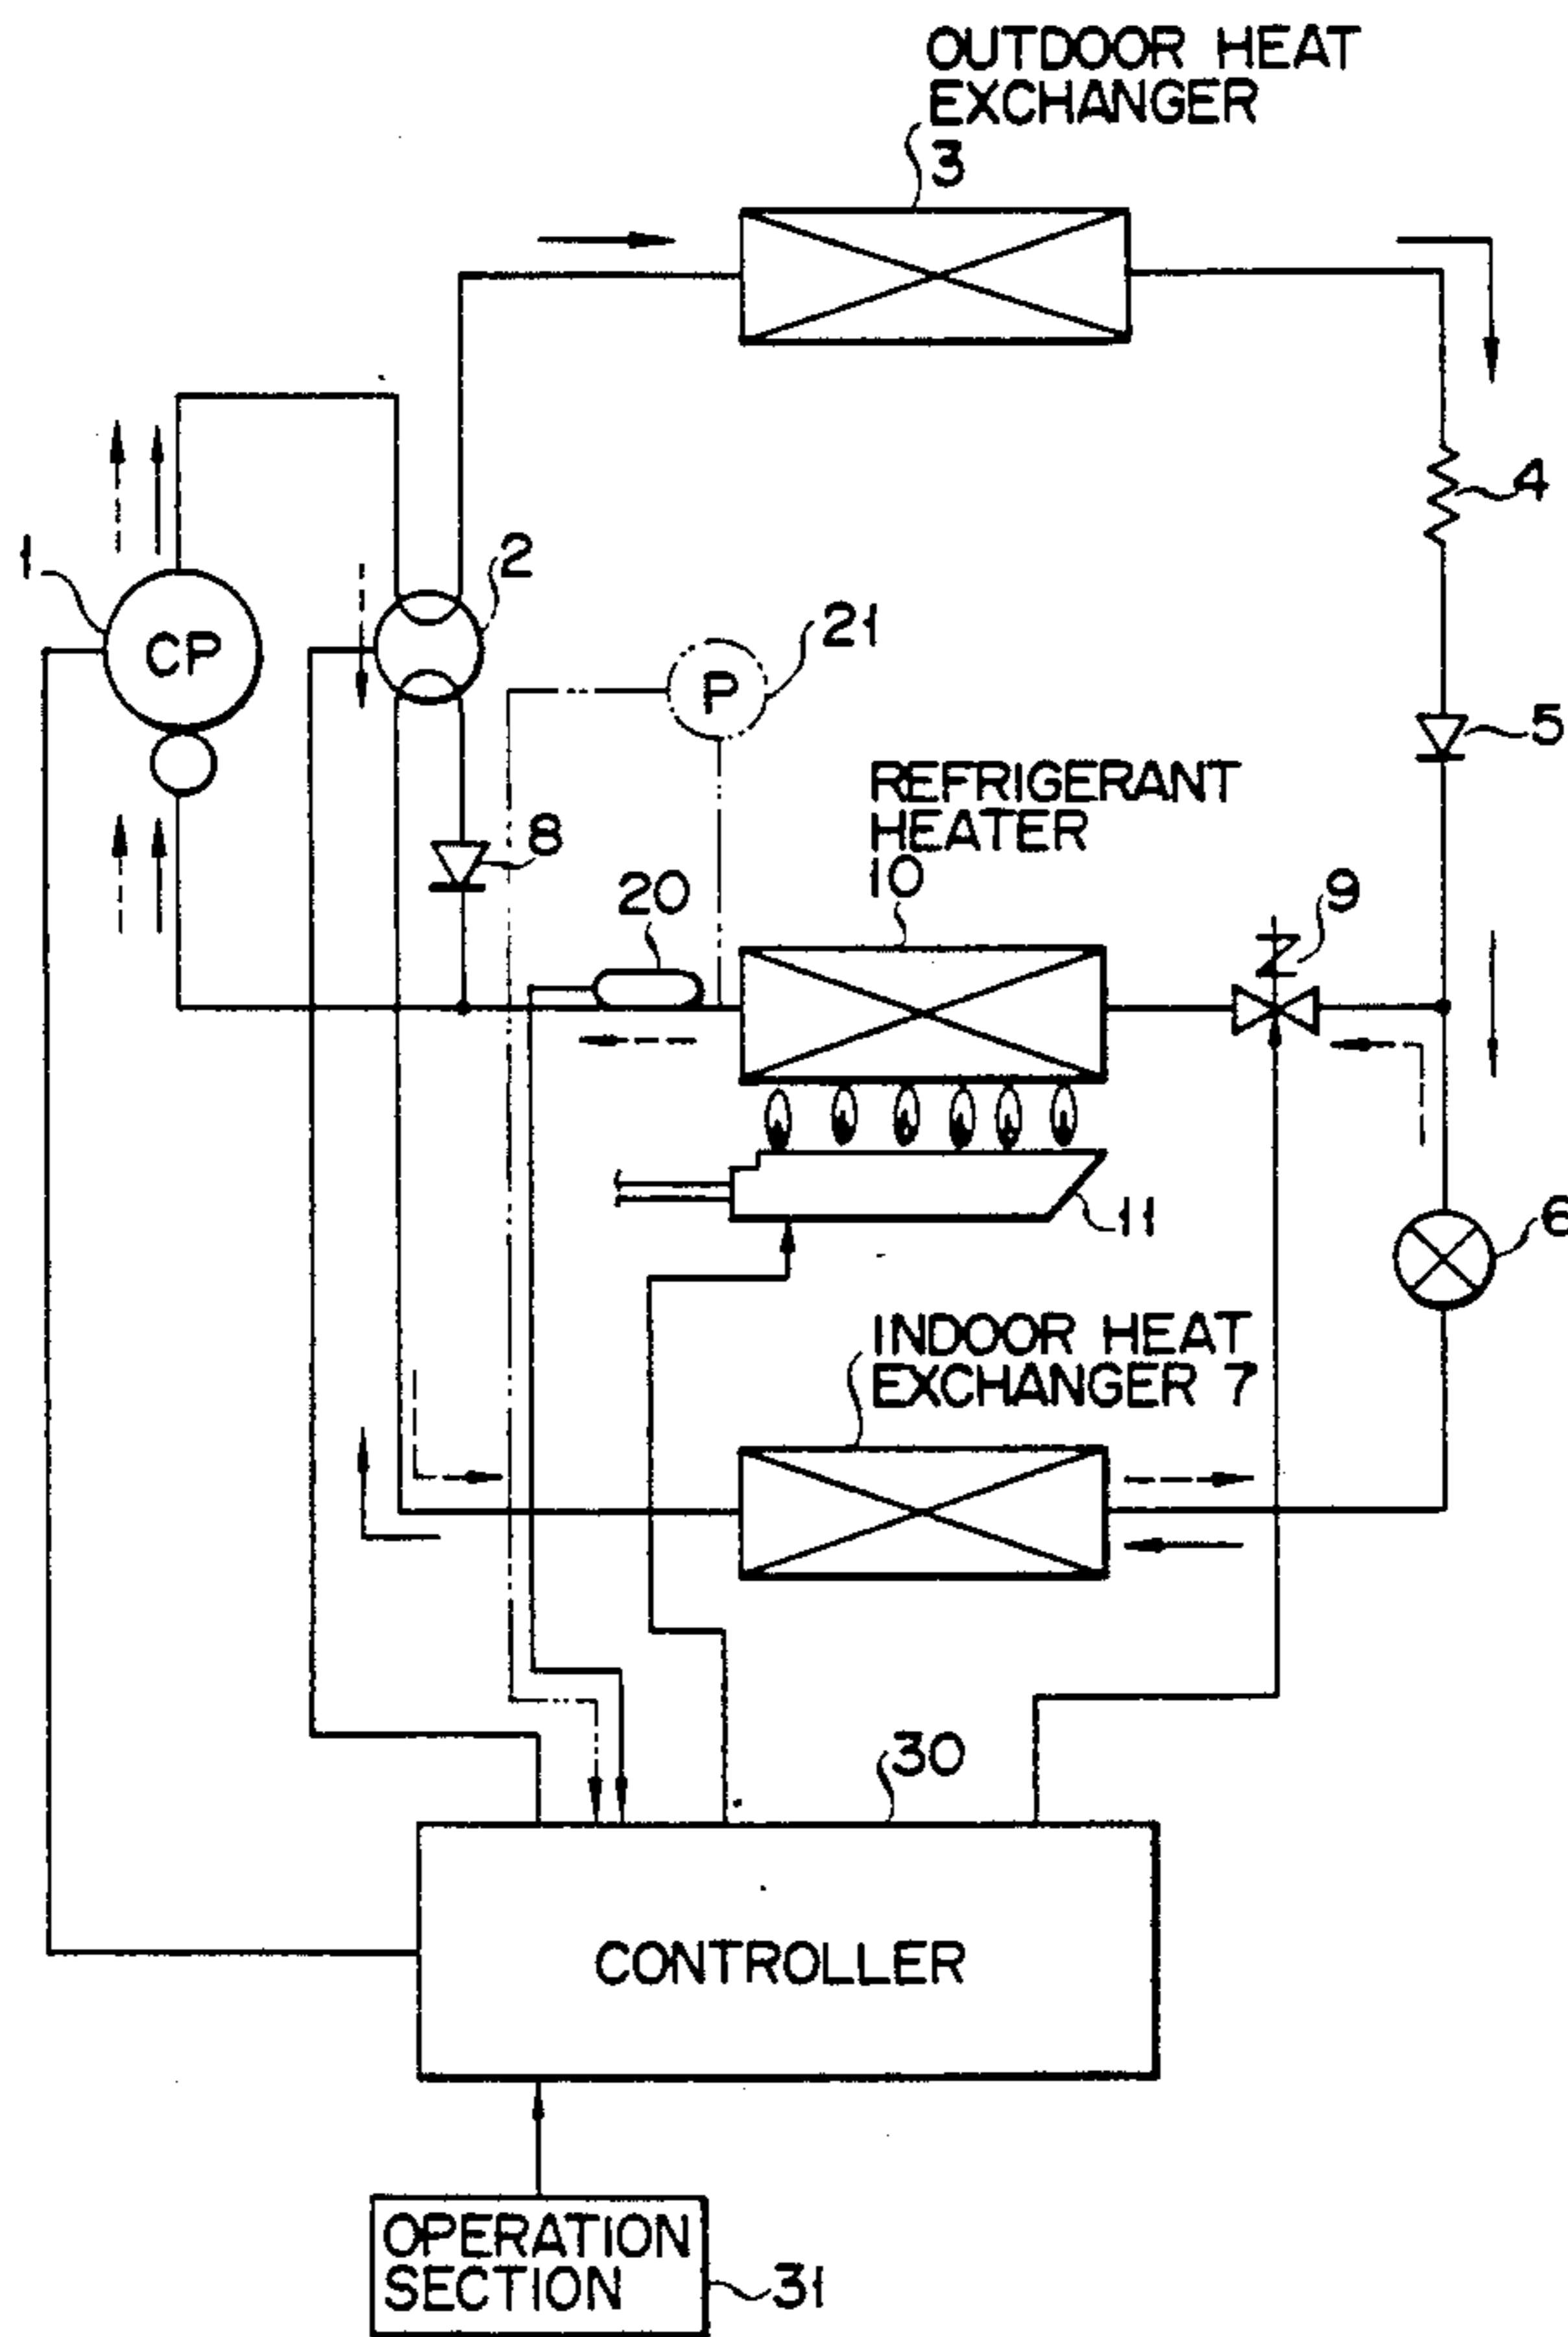 OUTDOOR HEAT
EXCHANGER
3
4
1
CP
2
21
P
5
REFRIGERANT
HEATER
10
8
20
9
11
6
INDOOR HEAT
EXCHANGER 7
30
CONTROLLER
OPERATION
SECTION
31